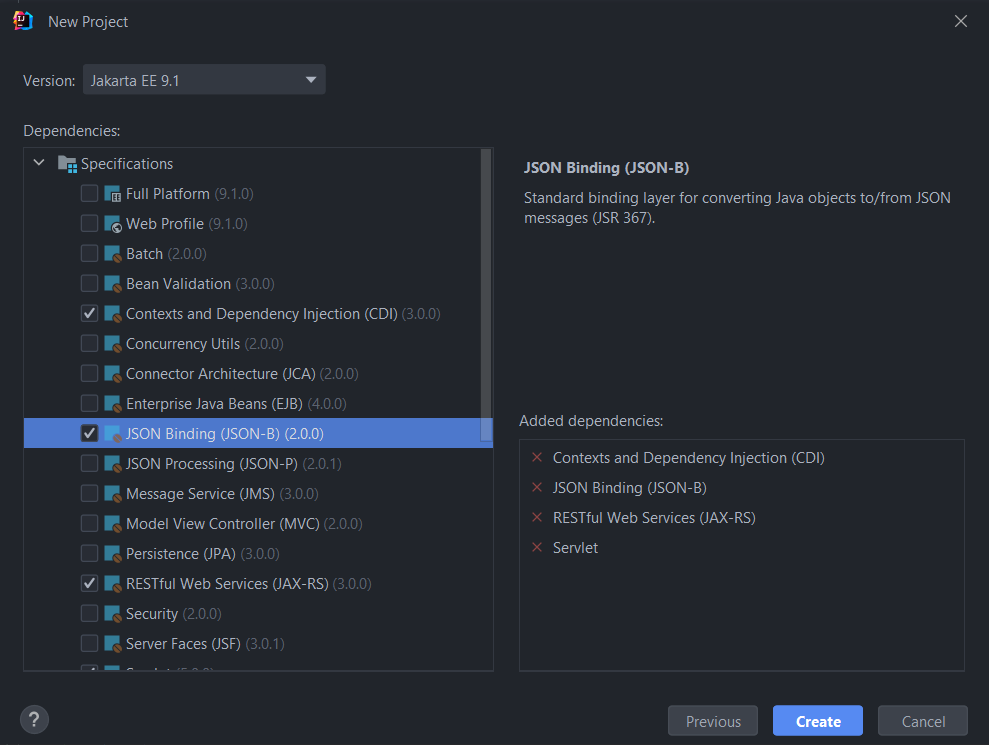 New Project
Version: Jakarta EE 9.1
Dependencies:
Specifications
Full Platform (9.1.0)
Web Profile (9.1.0)
Batch (2.0.0)
Bean Validation (3.0.0)
Contexts and Dependency Injection (CDI) (3.0.0)
Concurrency Utils (2.0.0)
Connector Architecture (JCA) (2.0.0)
Enterprise Java Beans (EJB) (4.0.0)
JSON Binding (JSON-B) (2.0.0)
JSON Processing (JSON-P) (2.0.1)
Message Service (JMS) (3.0.0)
Model View Controller (MVC) (2.0.0)
Persistence (JPA) (3.0.0)
RESTful Web Services (JAX-RS) (3.0.0)
Security (2.0.0)
Server Faces (JSF) (3.0.1)
JSON Binding (JSON-B)
Standard binding layer for converting Java objects to/from JSON
messages (JSR 367).
Added dependencies:
Contexts and Dependency Injection (CDI)
JSON Binding (JSON-B)
RESTful Web Services (JAX-RS)
Servlet
?
Previous
Create
Cancel